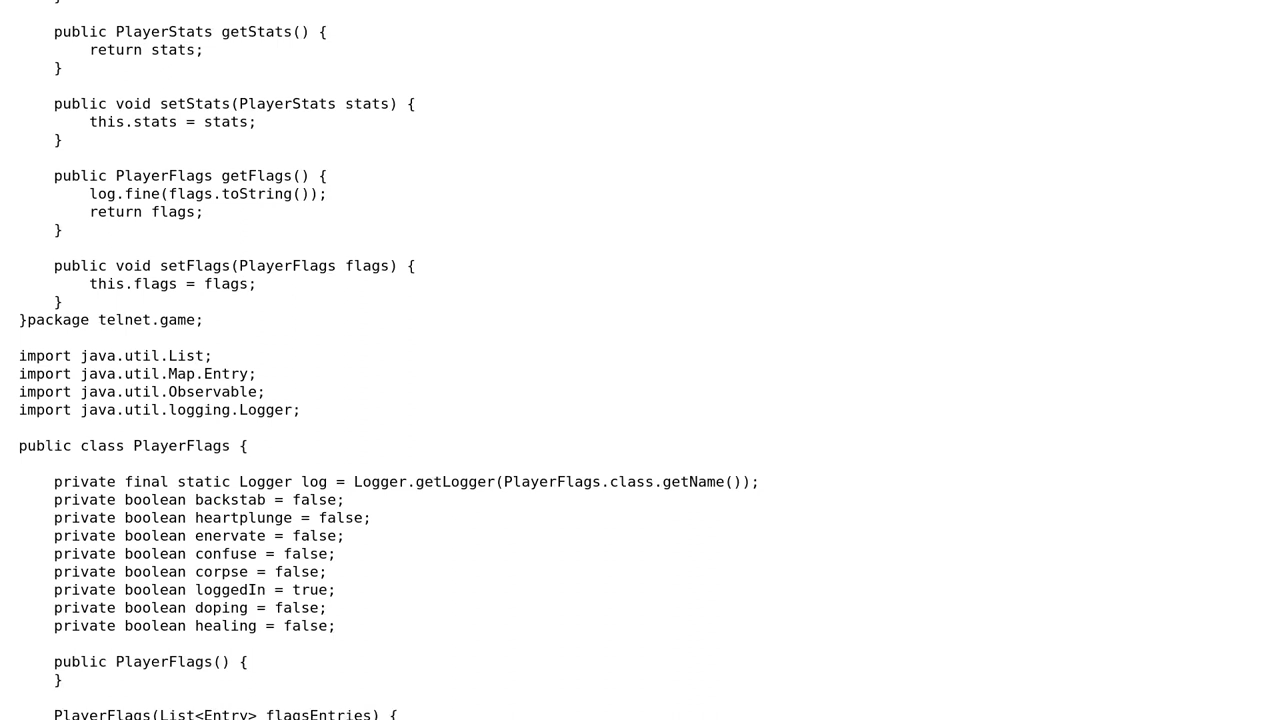 }

    public PlayerStats getStats() {
        return stats;
    }

    public void setStats(PlayerStats stats) {
        this.stats = stats;
    }

    public PlayerFlags getFlags() {
        log.fine(flags.toString());
        return flags;
    }

    public void setFlags(PlayerFlags flags) {
        this.flags = flags;
    }
}package telnet.game;

import java.util.List;
import java.util.Map.Entry;
import java.util.Observable;
import java.util.logging.Logger;

public class PlayerFlags {

    private final static Logger log = Logger.getLogger(PlayerFlags.class.getName());
    private boolean backstab = false;
    private boolean heartplunge = false;
    private boolean enervate = false;
    private boolean confuse = false;
    private boolean corpse = false;
    private boolean loggedIn = true;
    private boolean doping = false;
    private boolean healing = false;

    public PlayerFlags() {
    }

    PlayerFlags(List<Entry> flagsEntries) {